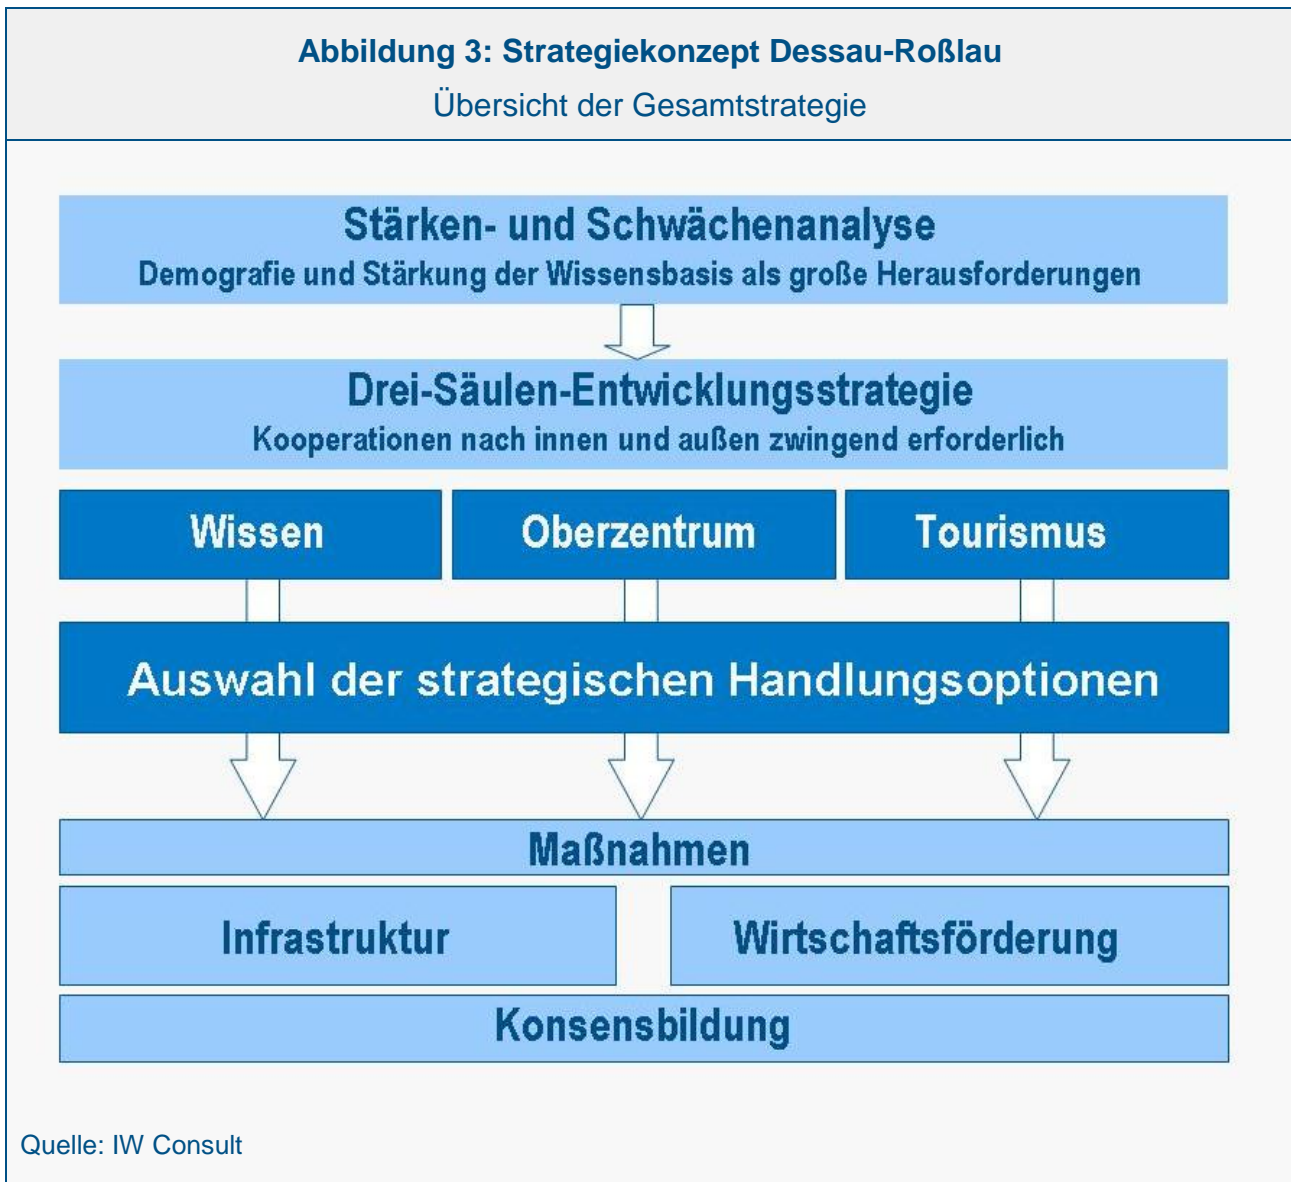 Abbildung 3: Strategiekonzept Dessau-Roßlau
Übersicht der Gesamtstrategie
Stärken- und Schwächenanalyse
Demografie und Stärkung der Wissensbasis als große Herausforderungen
Drei-Säulen-Entwicklungsstrategie
Kooperationen nach innen und außen zwingend erforderlich
Wissen
Oberzentrum
Tourismus
Auswahl der strategischen Handlungsoptionen
Maßnahmen
Infrastruktur
Wirtschaftsförderung
Konsensbildung
Quelle: IW Consult